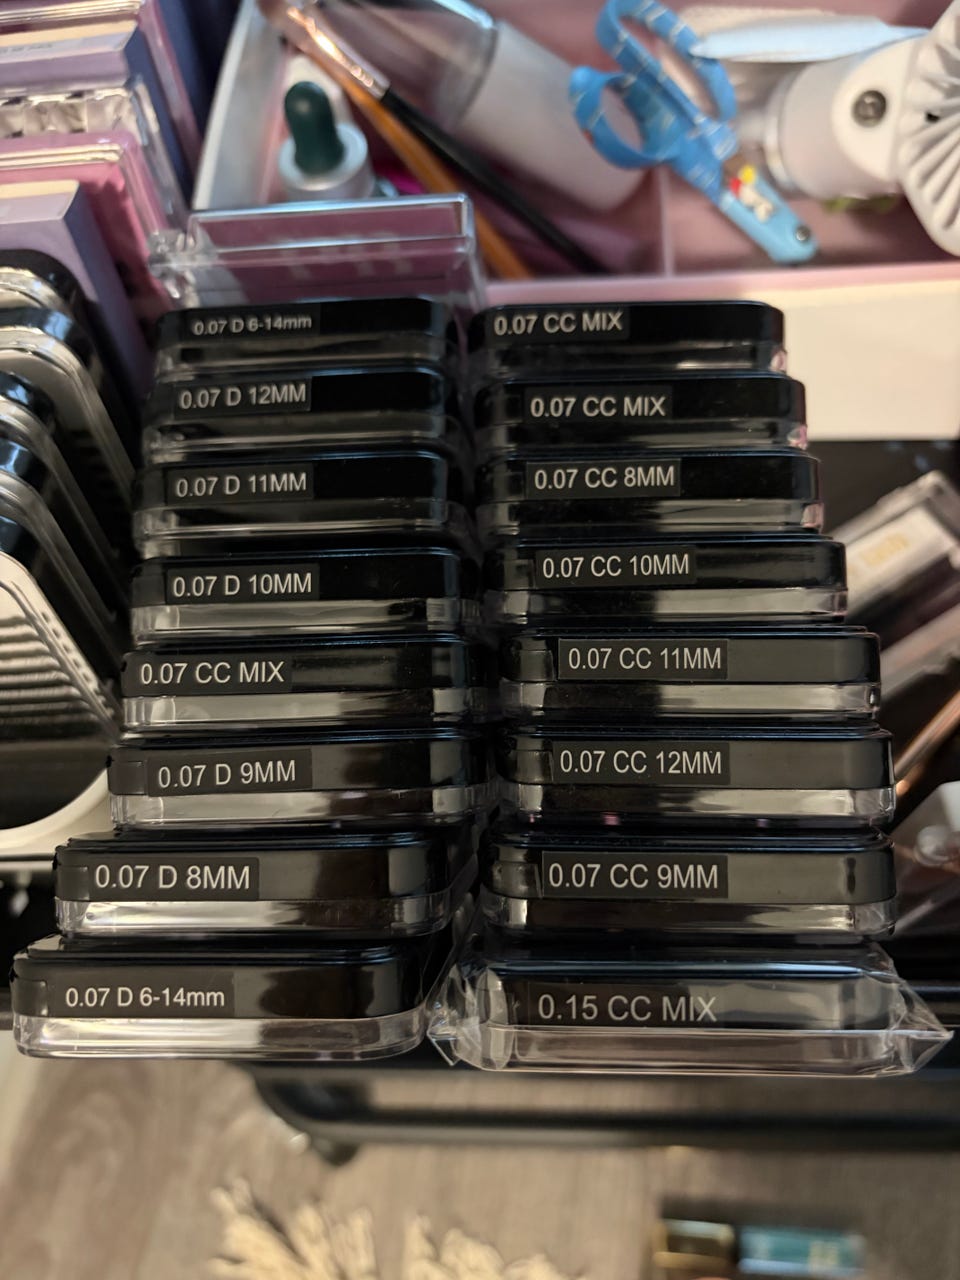 0.07 D 6-14mm
0.07 D 12MM
0.07 D 11MM
0.07 D 10MM
0.07 CC MIX
0.07 D 9MM
0.07 D 8MM
0.07 D 6-14mm
0.07 CC MIX
0.07 CC MIX
0.07 CC 8MM
0.07 CC 10MM
0.07 CC 11MM
0.07 CC 12MM
0.07 CC 9MM
0.15 CC MIX